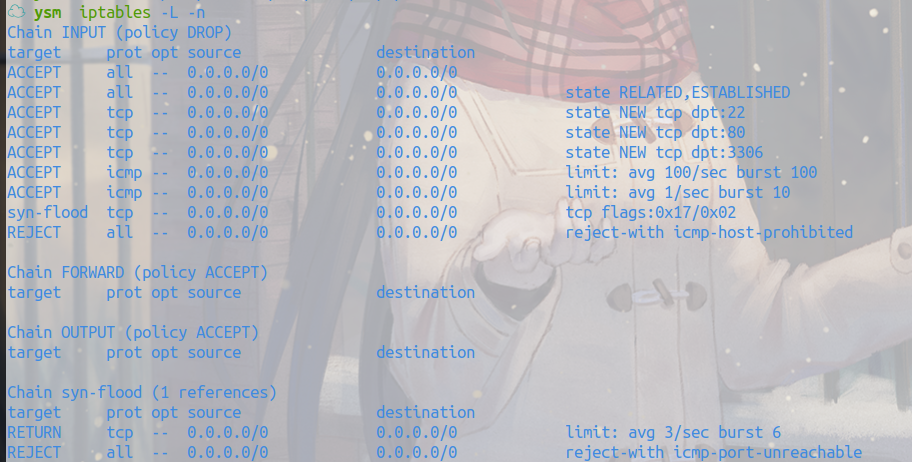 ysm iptables -L -n
Chain INPUT (policy DROP)
target prot opt source destination
ACCEPT all -- 0.0.0.0/0 0.0.0.0/0
ACCEPT all -- 0.0.0.0/0 0.0.0.0/0 state RELATED,ESTABLISHED
ACCEPT tcp -- 0.0.0.0/0 0.0.0.0/0 state NEW tcp dpt:22
ACCEPT tcp -- 0.0.0.0/0 0.0.0.0/0 state NEW tcp dpt:80
ACCEPT tcp -- 0.0.0.0/0 0.0.0.0/0 state NEW tcp dpt:3306
ACCEPT icmp -- 0.0.0.0/0 0.0.0.0/0 limit: avg 100/sec burst 100
ACCEPT icmp -- 0.0.0.0/0 0.0.0.0/0 limit: avg 1/sec burst 10
syn-flood tcp -- 0.0.0.0/0 0.0.0.0/0 tcp flags:0x17/0x02
REJECT all -- 0.0.0.0/0 0.0.0.0/0 reject-with icmp-host-prohibited
Chain FORWARD (policy ACCEPT)
target prot opt source destination
Chain OUTPUT (policy ACCEPT)
target prot opt source destination
Chain syn-flood (1 references)
target prot opt source destination
RETURN tcp -- 0.0.0.0/0 0.0.0.0/0 limit: avg 3/sec burst 6
REJECT all -- 0.0.0.0/0 0.0.0.0/0 reject-with icmp-port-unreachable